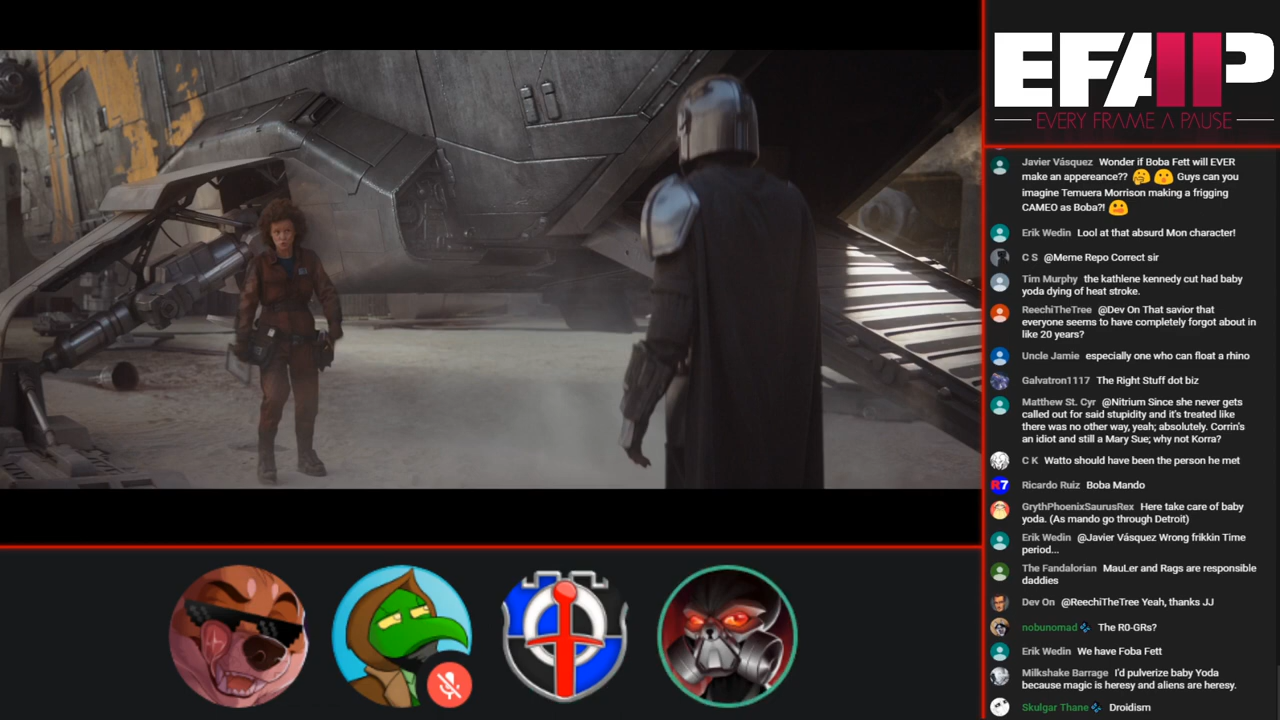 EFAP
EVERY FRAME A PAUSE
Javier Vásquez Wonder if Boba Fett will EVER
make an appereance?? Guys can you
imagine Temuera Morrison making a frigging
CAMEO as Boba?!
Erik Wedin Lool at that absurd Mon character!
C S @Meme Repo Correct sir
Tim Murphy the kathlene kennedy cut had baby
yoda dying of heat stroke.
ReechiTheTree @Dev On That savior that
everyone seems to have completely forgot about in
like 20 years?
Uncle Jamie especially one who can float a rhino
Galvatron1117 The Right Stuff dot biz
Matthew St. Cyr @Nitrium Since she never gets
called out for said stupidity and it's treated like
there was no other way, yeah; absolutely. Corrin's
an idiot and still a Mary Sue; why not Korra?
C K Watto should have been the person he met
R7
Ricardo Ruiz Boba Mando
GrythPhoenixSaurusRex Here take care of baby
yoda. (As mando go through Detroit)
Erik Wedin @Javier Vásquez Wrong frikkin Time
period...
The Fandalorian MauLer and Rags are responsible
daddies
Dev On @ReechiTheTree Yeah, thanks JJ
nobunomad The R0-GRs?
Erik Wedin We have Foba Fett
Milkshake Barrage I'd pulverize baby Yoda
because magic is heresy and aliens are heresy.
Skulgar Thane Droidism